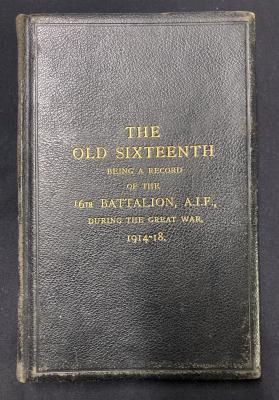 THE
OLD SIXTEENTH
BEING A RECORD
OF THE
16TH BATTALION, A.I.F.,
DURING THE GREAT WAR,
1914-18.